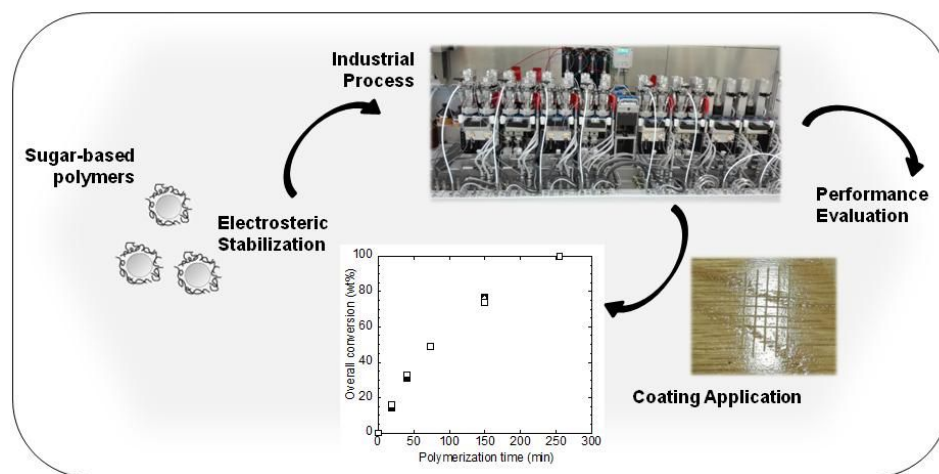 Industrial
Process
Sugar-based
polymers
Electrosteric
Stabilization
Performance
Evaluation
Coating Application
Overall conversion (wt%)
100
80
60
40
20
0
0 50 100 150 200 250 300
Polymerization time (min)